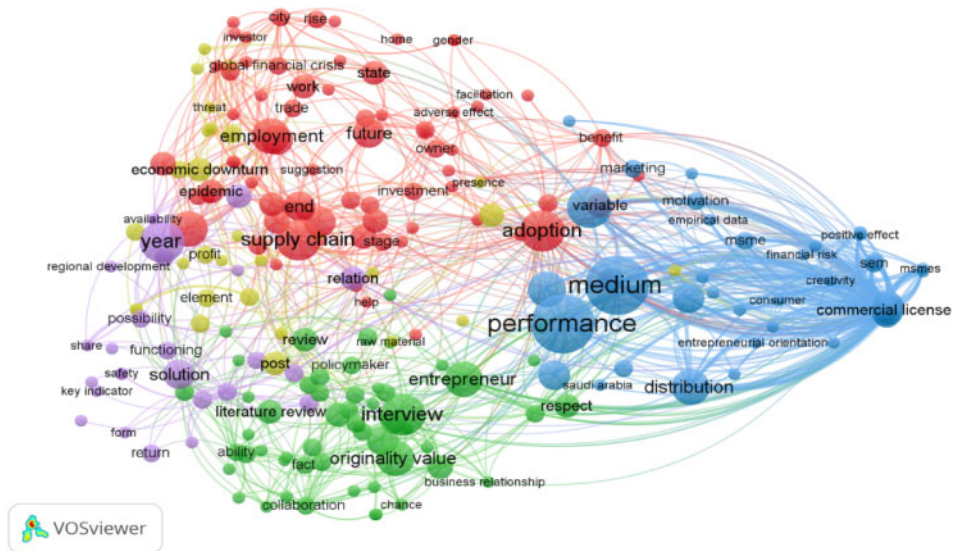 city
rise
investor
home
gender
global financial crisis
state
work
facilitation
threat
trade
adverse effect
employment
future
benefit
owner
economic downturn
suggestion
marketing
presence
epidemic
investment
motivation
end
variable
availability
empirical data
adoption
year
supply chain
stage
msme
positive effect
profit
financial risk
sem
regional development
msmes
relation
creativity
medium
element
help
consumer
commercial license
possibility
performance
review
raw material
entrepreneurial orientation
share
functioning
policymaker
post
safety
solution
entrepreneur
saudi arabia
distribution
key indicator
literature review
interview
respect
form
return
ability
fact
originality value
business relationship
collaboration
chance
VOSviewer